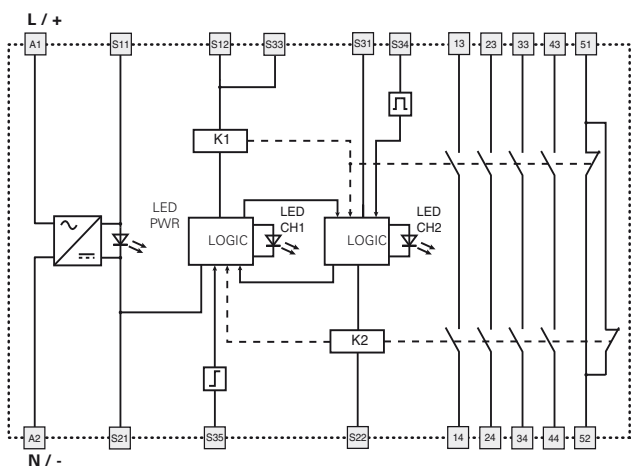 L / +
A1 S11 S12 S33 S31 S34 13 23 33 43 51
K1
LED
PWR
LED
CH1
LED
CH2
LOGIC LOGIC
K2
A2 S21 S35 S22 14 24 34 44 52
N / -